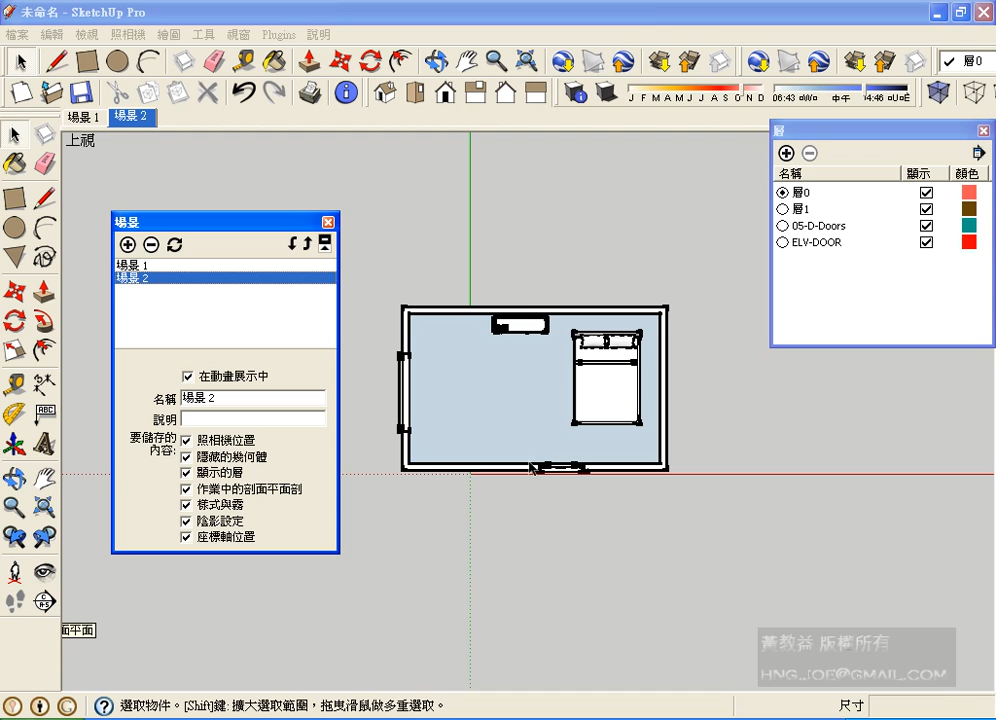 未命名 - SketchUp Pro
檔案 編輯 檢視 照相機 繪圖 工具 視窗 Plugins 說明
層0
J F M A M J J A S O N D 06:43 中午 14:46
場景 1 場景 2
上視
層
名稱 顯示 顏色
層0
層1
05-D-Doors
ELV-DOOR
場景
場景 1
場景 2
在動畫展示中
名稱 場景 2
說明
要儲存的內容:
照相機位置
隱藏的幾何體
顯示的層
作業中的剖面平面剖
樣式與霧
陰影設定
座標軸位置
ABC
面平面
黃教益 版權所有
HNG.JOE@GMAIL.COM
選取物件。[Shift]鍵: 擴大選取範圍，拖曳滑鼠做多重選取。
尺寸